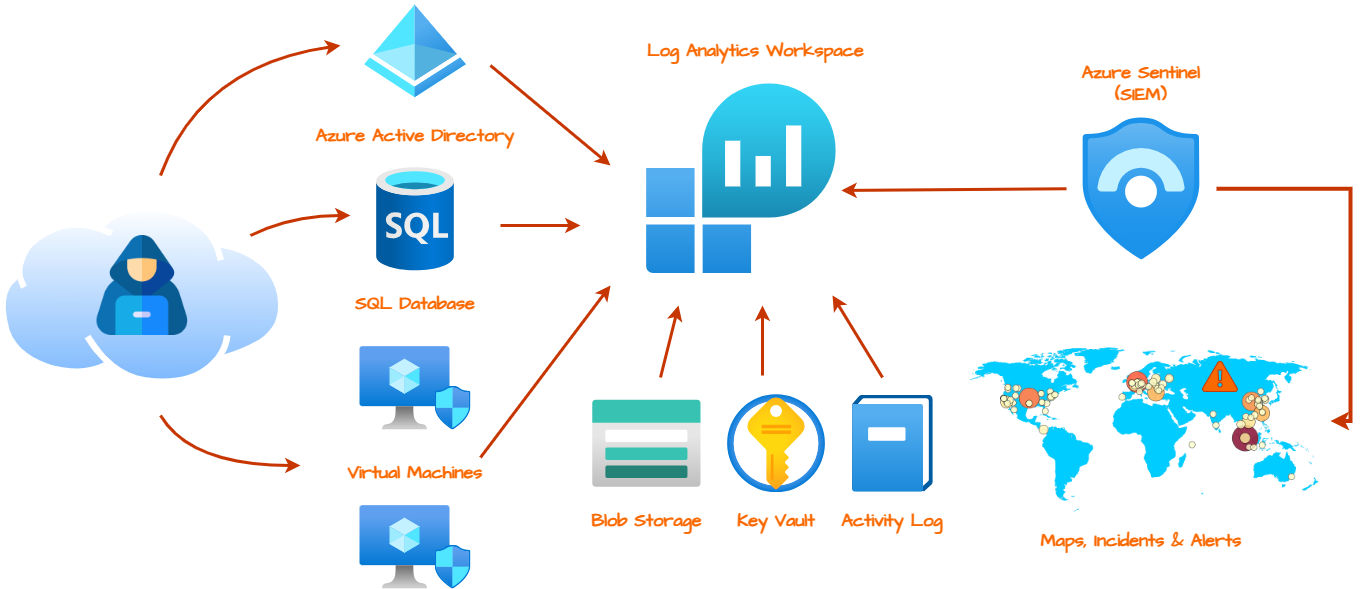 Log Analytics Workspace
Azure Sentinel
(SIEM)
Azure Active Directory
SQL
SQL Database
Virtual Machines
Blob Storage
Key Vault
Activity Log
Maps, Incidents & Alerts